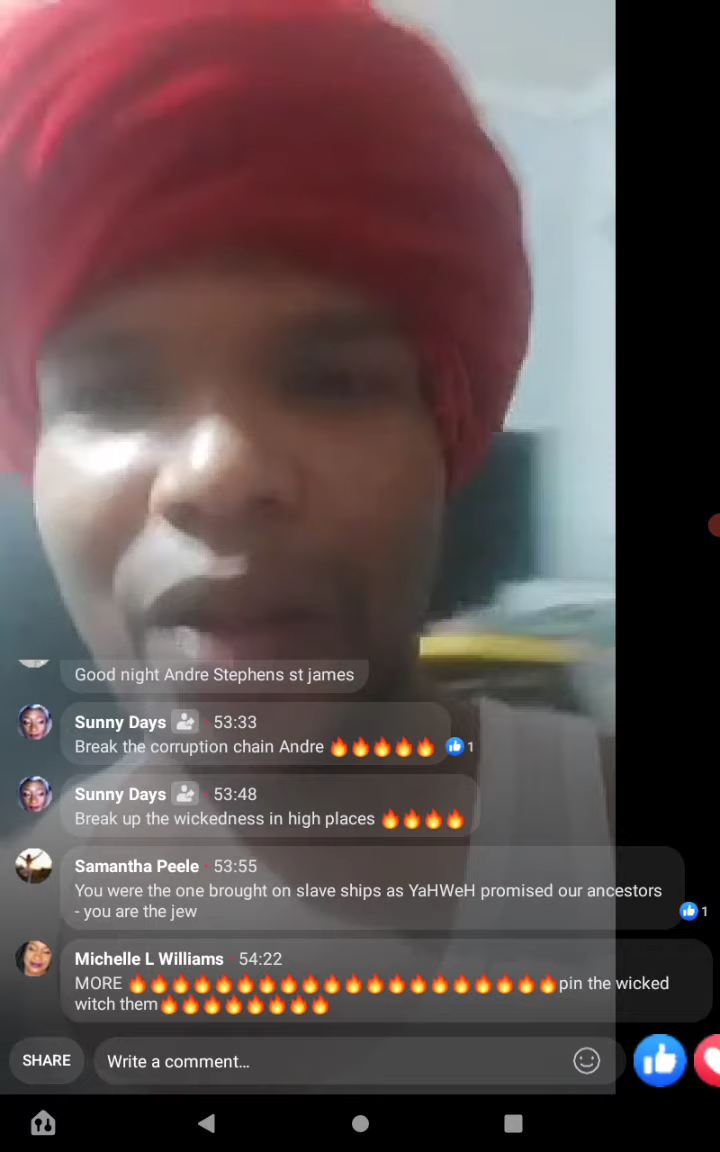 Good night Andre Stephens st james
Sunny Days 53:33
Break the corruption chain Andre 🔥🔥🔥🔥🔥 1
Sunny Days 53:48
Break up the wickedness in high places 🔥🔥🔥🔥
Samantha Peele 53:55
You were the one brought on slave ships as YaHWeH promised our ancestors
- you are the jew 1
Michelle L Williams 54:22
MORE 🔥🔥🔥🔥🔥🔥🔥🔥🔥🔥🔥🔥🔥🔥🔥🔥🔥🔥🔥🔥pin the wicked
witch them🔥🔥🔥🔥🔥🔥🔥🔥
SHARE Write a comment...